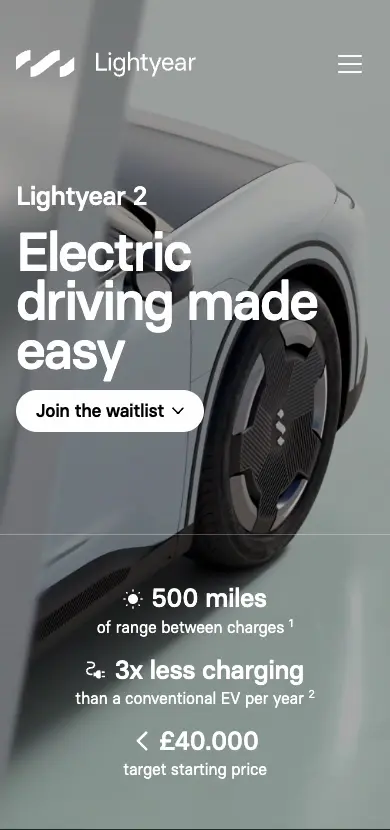 Lightyear
Lightyear 2
Electric
driving made
easy
Join the waitlist
500 miles
of range between charges ¹
3x less charging
than a conventional EV per year ²
< £40.000
target starting price